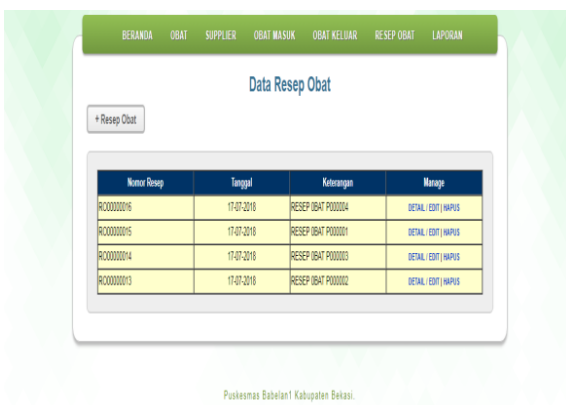 BERANDA OBAT SUPPLIER OBAT MASUK OBAT KELUAR RESEP OBAT LAPORAN
Data Resep Obat
+ Resep Obat
Nomor Resep Tanggal Keterangan Manage
RO00000016 17-07-2018 RESEP OBAT P000004 DETAIL / EDIT | HAPUS
RO00000015 17-07-2018 RESEP OBAT P000001 DETAIL / EDIT | HAPUS
RO00000014 17-07-2018 RESEP OBAT P000003 DETAIL / EDIT | HAPUS
RO00000013 17-07-2018 RESEP OBAT P000002 DETAIL / EDIT | HAPUS
Puskesmas Babelan1 Kabupaten Bekasi.